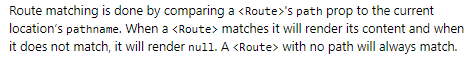 Route matching is done by comparing a <Route>'s path prop to the current
location’s pathname. When a <Route> matches it will render its content and when
it does not match, it will render null. A <Route> with no path will always match.